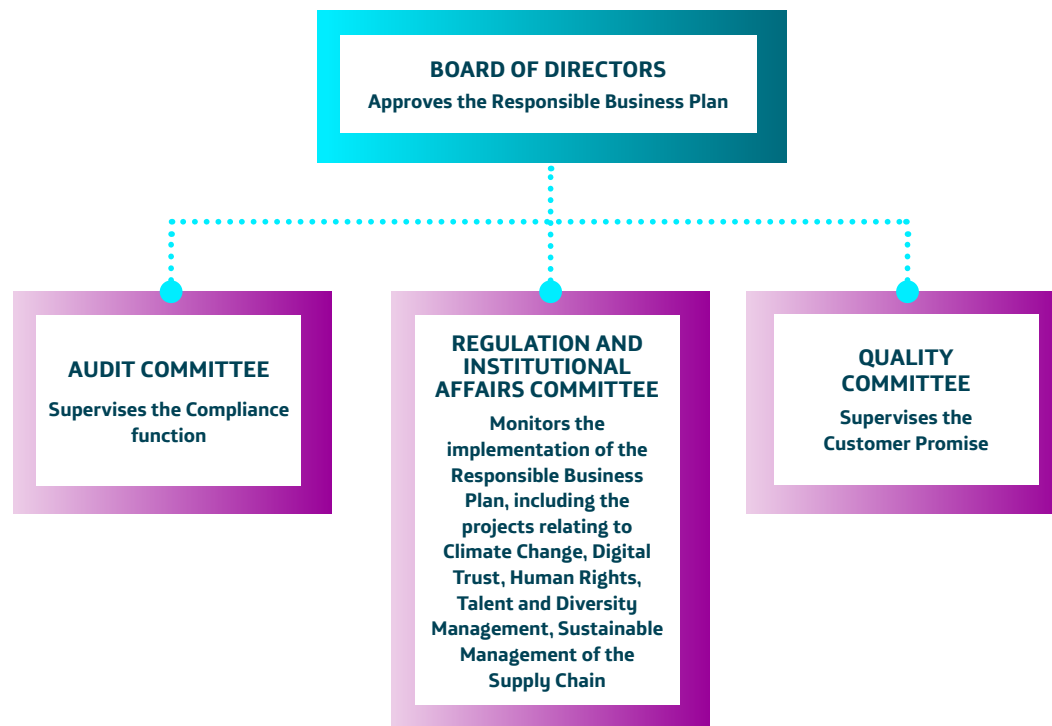 BOARD OF DIRECTORS
Approves the Responsible Business Plan
AUDIT COMMITTEE
Supervises the Compliance
function
REGULATION AND
INSTITUTIONAL
AFFAIRS COMMITTEE
Monitors the
implementation of the
Responsible Business
Plan, including the
projects relating to
Climate Change, Digital
Trust, Human Rights,
Talent and Diversity
Management, Sustainable
Management of the
Supply Chain
QUALITY
COMMITTEE
Supervises the
Customer Promise